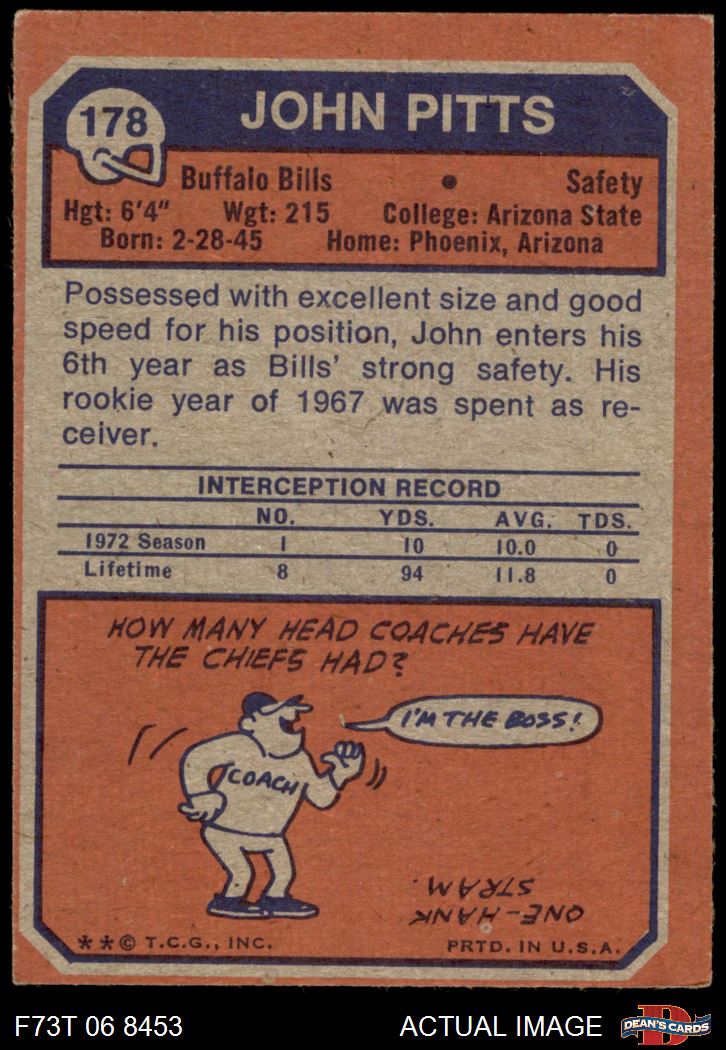 178
JOHN PITTS
Buffalo Bills • Safety
Hgt: 6'4" Wgt: 215 College: Arizona State
Born: 2-28-45 Home: Phoenix, Arizona
Possessed with excellent size and good
speed for his position, John enters his
6th year as Bills' strong safety. His
rookie year of 1967 was spent as re-
ceiver.
INTERCEPTION RECORD
NO. YDS. AVG. TDS.
1972 Season 1 10 10.0 0
Lifetime 8 94 11.8 0
HOW MANY HEAD COACHES HAVE
THE CHIEFS HAD?
I'M THE BOSS!
COACH
ONE-HANK
STRAM.
**© T.C.G., INC. PRTD. IN U.S.A.
F73T 06 8453 ACTUAL IMAGE
D
DEAN'S CARDS